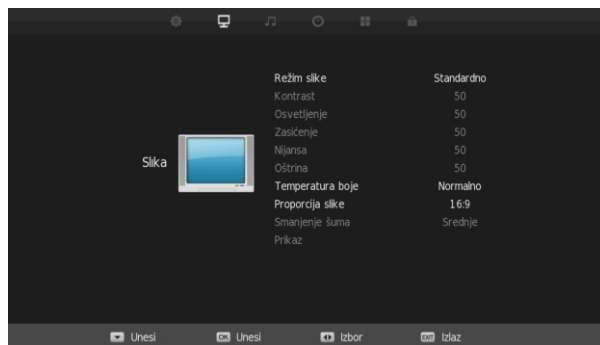 Slika
Režim slike Standardno
Kontrast 50
Osvetljenje 50
Zasićenje 50
Nijansa 50
Oštrina 50
Temperatura boje Normalno
Proporcija slike 16:9
Smanjenje šuma Srednje
Prikaz
Unesi OK Unesi Izbor EXIT Izlaz